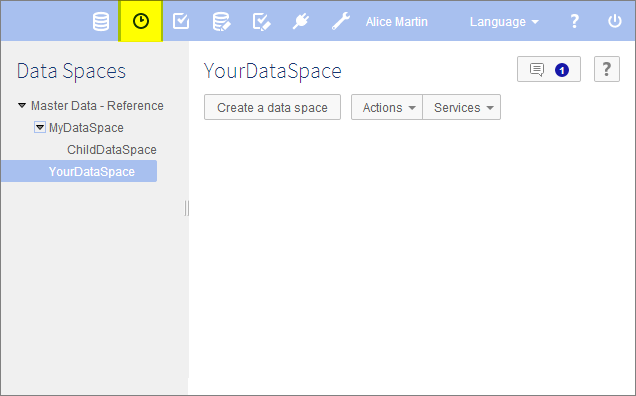 Alice Martin Language ?
Data Spaces
Master Data - Reference
MyDataSpace
ChildDataSpace
YourDataSpace
YourDataSpace
1 ?
Create a data space Actions Services